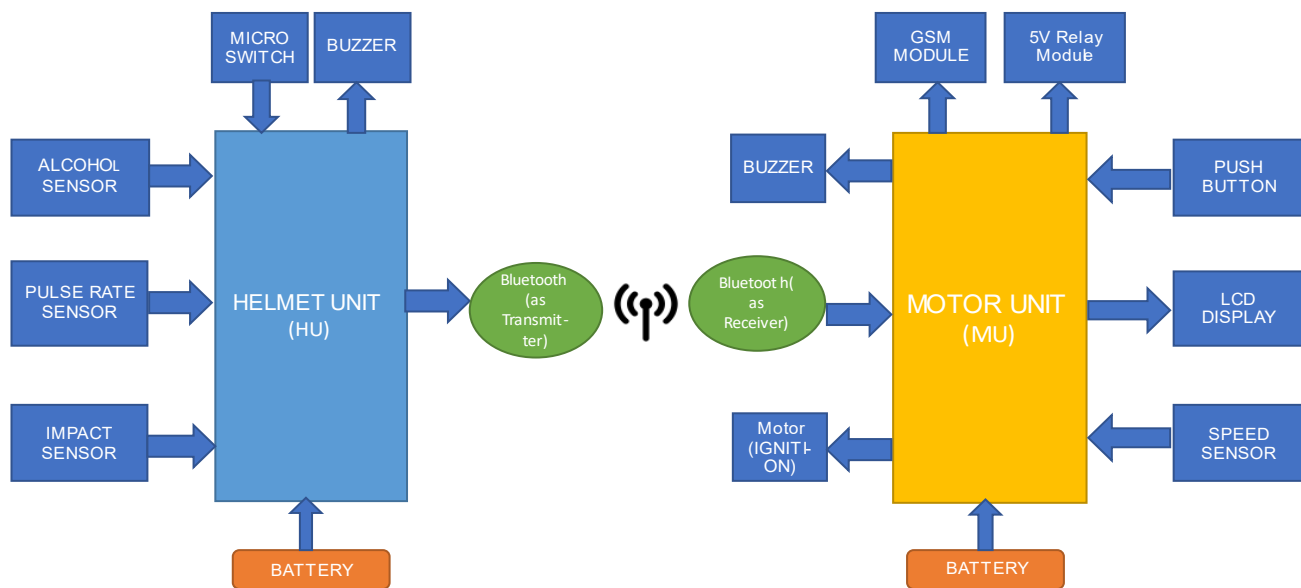 MICRO
SWITCH
BUZZER
GSM
MODULE
5V Relay
Module
ALCOHOL
SENSOR
BUZZER
PUSH
BUTTON
PULSE RATE
SENSOR
HELMET UNIT
(HU)
Bluetooth
(as
Transmit-
ter)
Bluetoot h(
as
Receiver)
MOTOR UNIT
(MU)
LCD
DISPLAY
IMPACT
SENSOR
Motor
(IGNITI-
ON)
SPEED
SENSOR
BATTERY
BATTERY